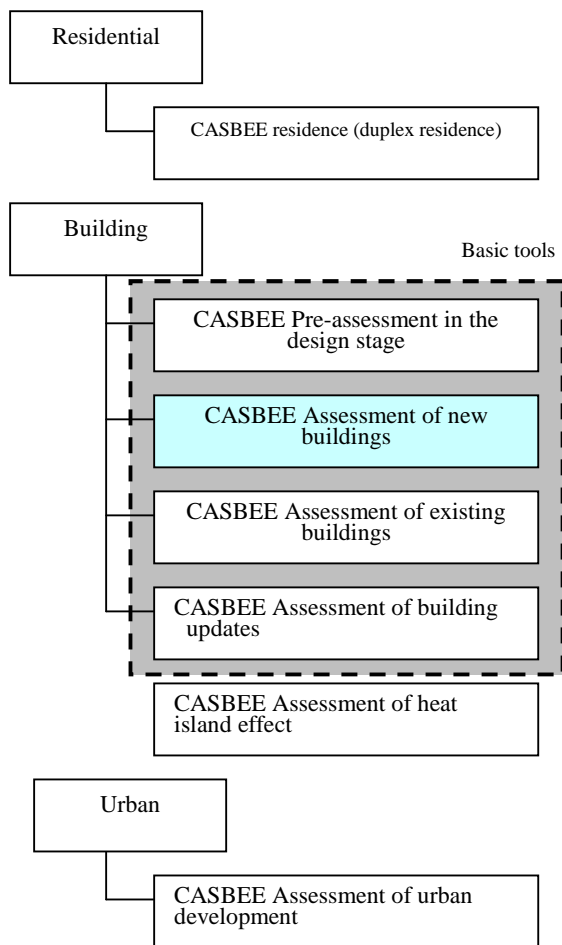 Residential
CASBEE residence (duplex residence)
Building
Basic tools
CASBEE Pre-assessment in the
design stage
CASBEE Assessment of new
buildings
CASBEE Assessment of existing
buildings
CASBEE Assessment of building
updates
CASBEE Assessment of heat
island effect
Urban
CASBEE Assessment of urban
development